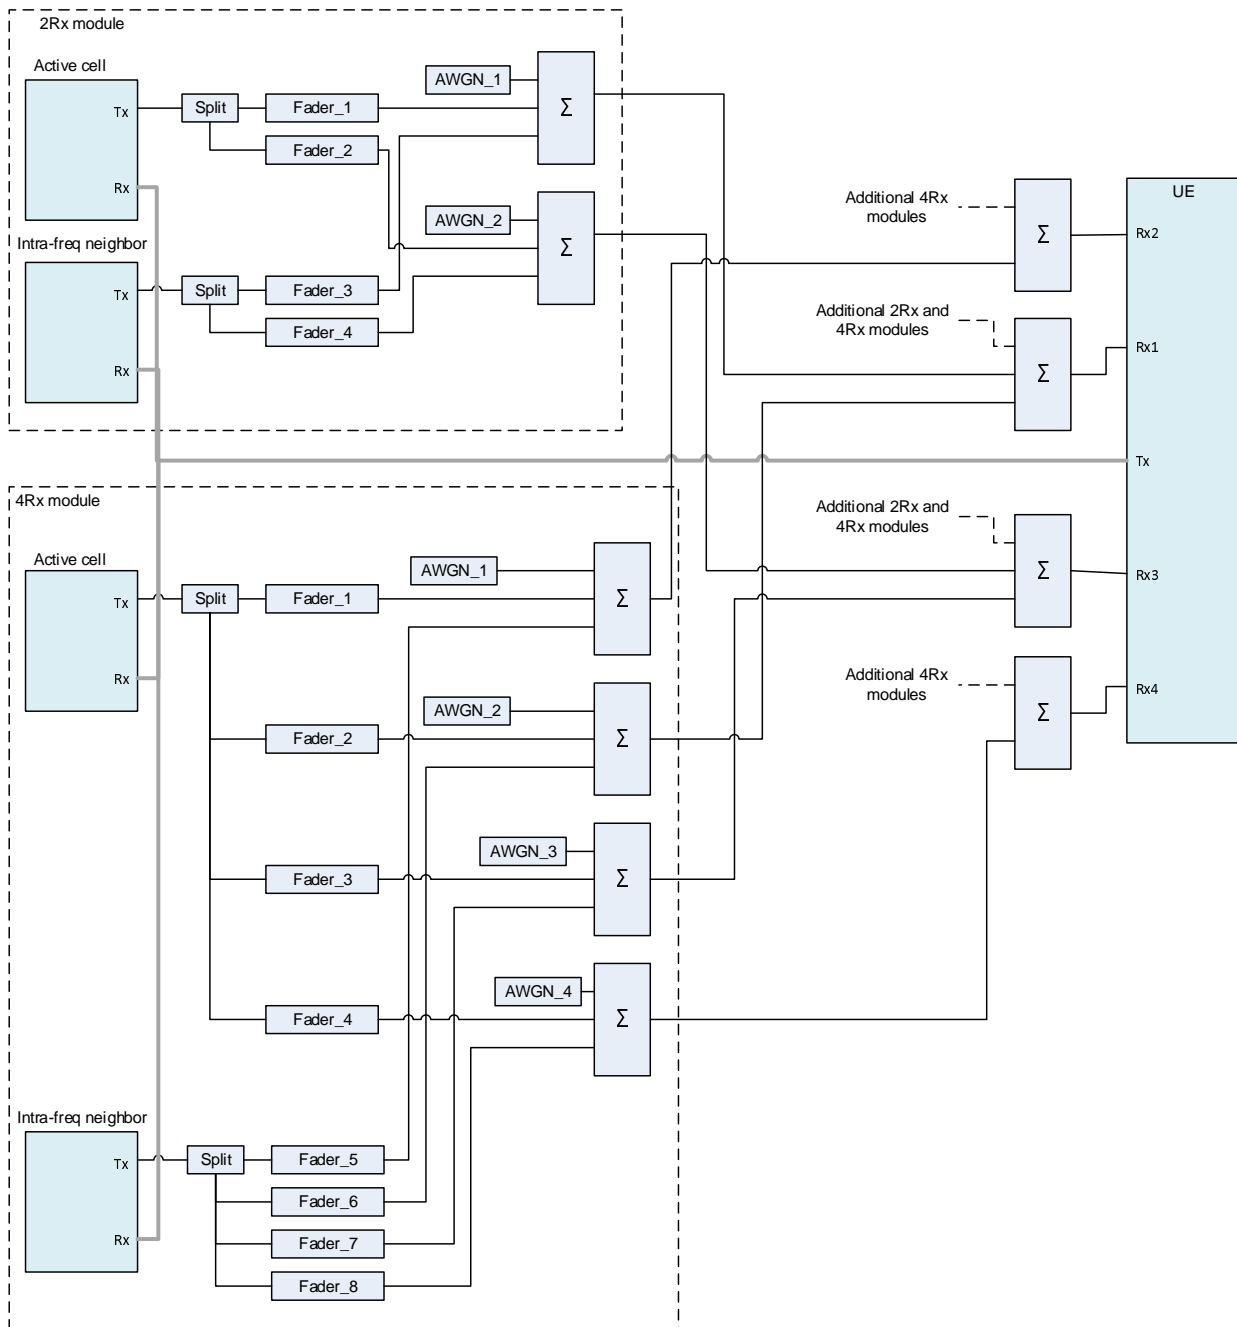 2Rx module
Active cell
Tx
Rx
Split
Fader_1
Fader_2
AWGN_1
Σ
AWGN_2
Σ
Intra-freq neighbor
Tx
Rx
Split
Fader_3
Fader_4
Additional 4Rx
modules
Σ
Additional 2Rx and
4Rx modules
Σ
UE
Rx2
Rx1
Tx
Rx3
Rx4
Additional 2Rx and
4Rx modules
Σ
Additional 4Rx
modules
Σ
4Rx module
Active cell
Tx
Rx
Split
Fader_1
AWGN_1
Σ
Fader_2
AWGN_2
Σ
Fader_3
AWGN_3
Σ
Fader_4
AWGN_4
Σ
Intra-freq neighbor
Tx
Rx
Split
Fader_5
Fader_6
Fader_7
Fader_8